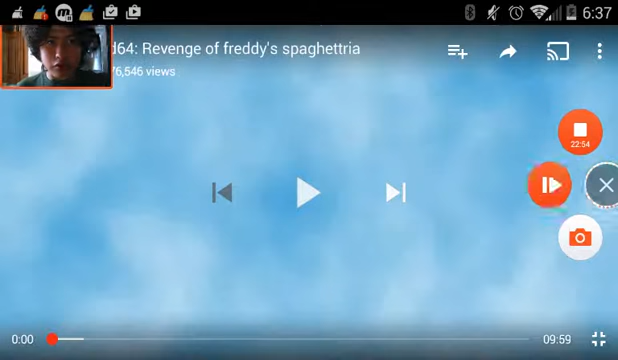 6:37
d64: Revenge of freddy's spaghettria
76,546 views
22:54
0:00
09:59